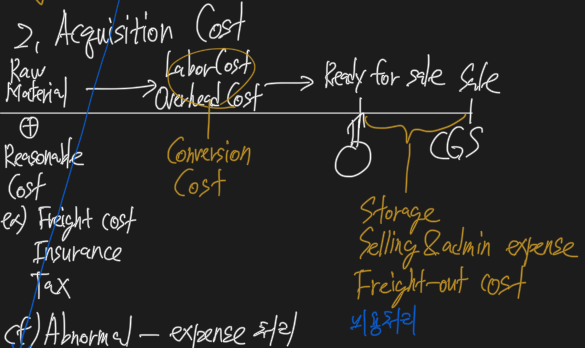 2. Acquisition Cost
Raw Material → Labor Cost Overhead Cost → Ready for sale Sale
⊕
Reasonable Cost
ex) Freight cost
Insurance
Tax
cf) Abnormal — expense 처리
Conversion Cost
CGS
Storage
Selling & admin expense
Freight-out cost
비용처리